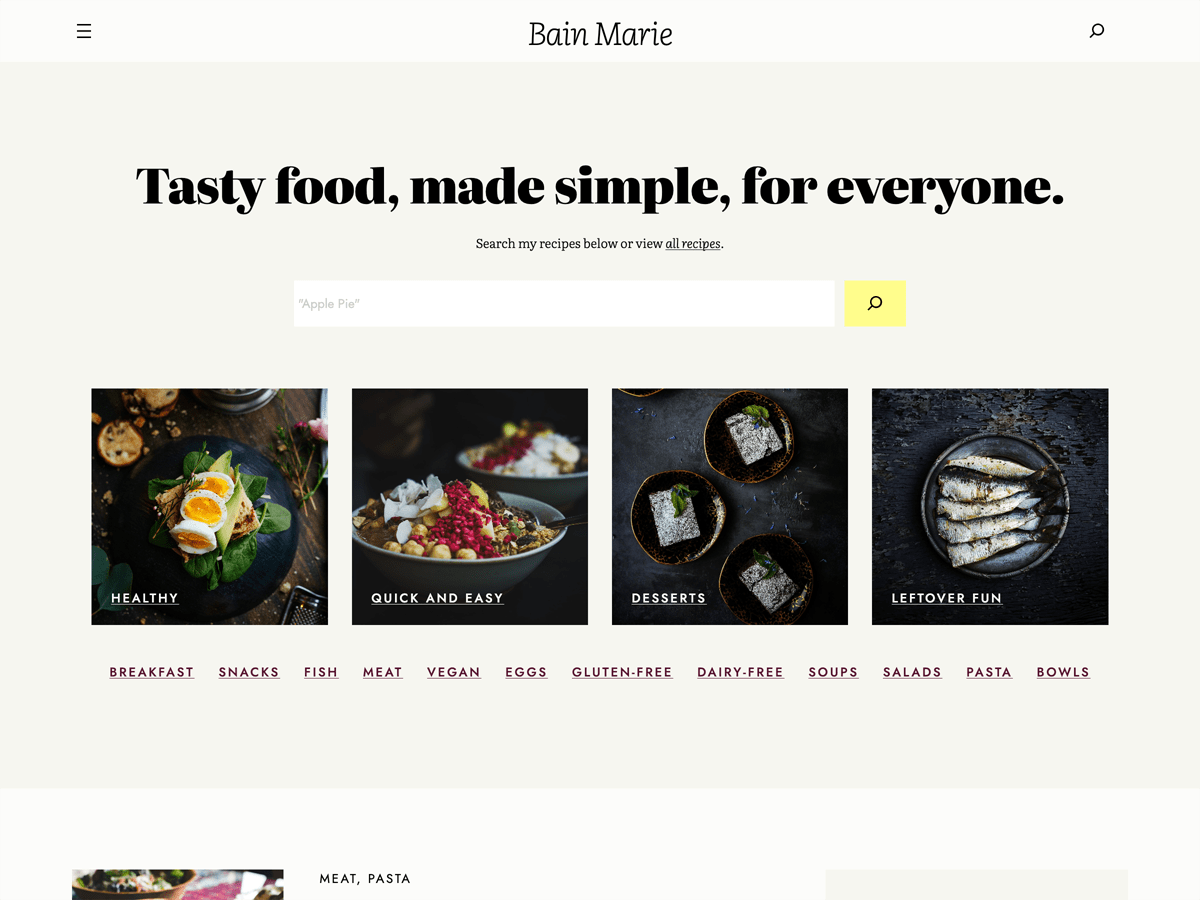 Bain Marie
Tasty food, made simple, for everyone.
Search my recipes below or view all recipes.
"Apple Pie"
HEALTHY
QUICK AND EASY
DESSERTS
LEFTOVER FUN
BREAKFAST SNACKS FISH MEAT VEGAN EGGS GLUTEN-FREE DAIRY-FREE SOUPS SALADS PASTA BOWLS
MEAT, PASTA